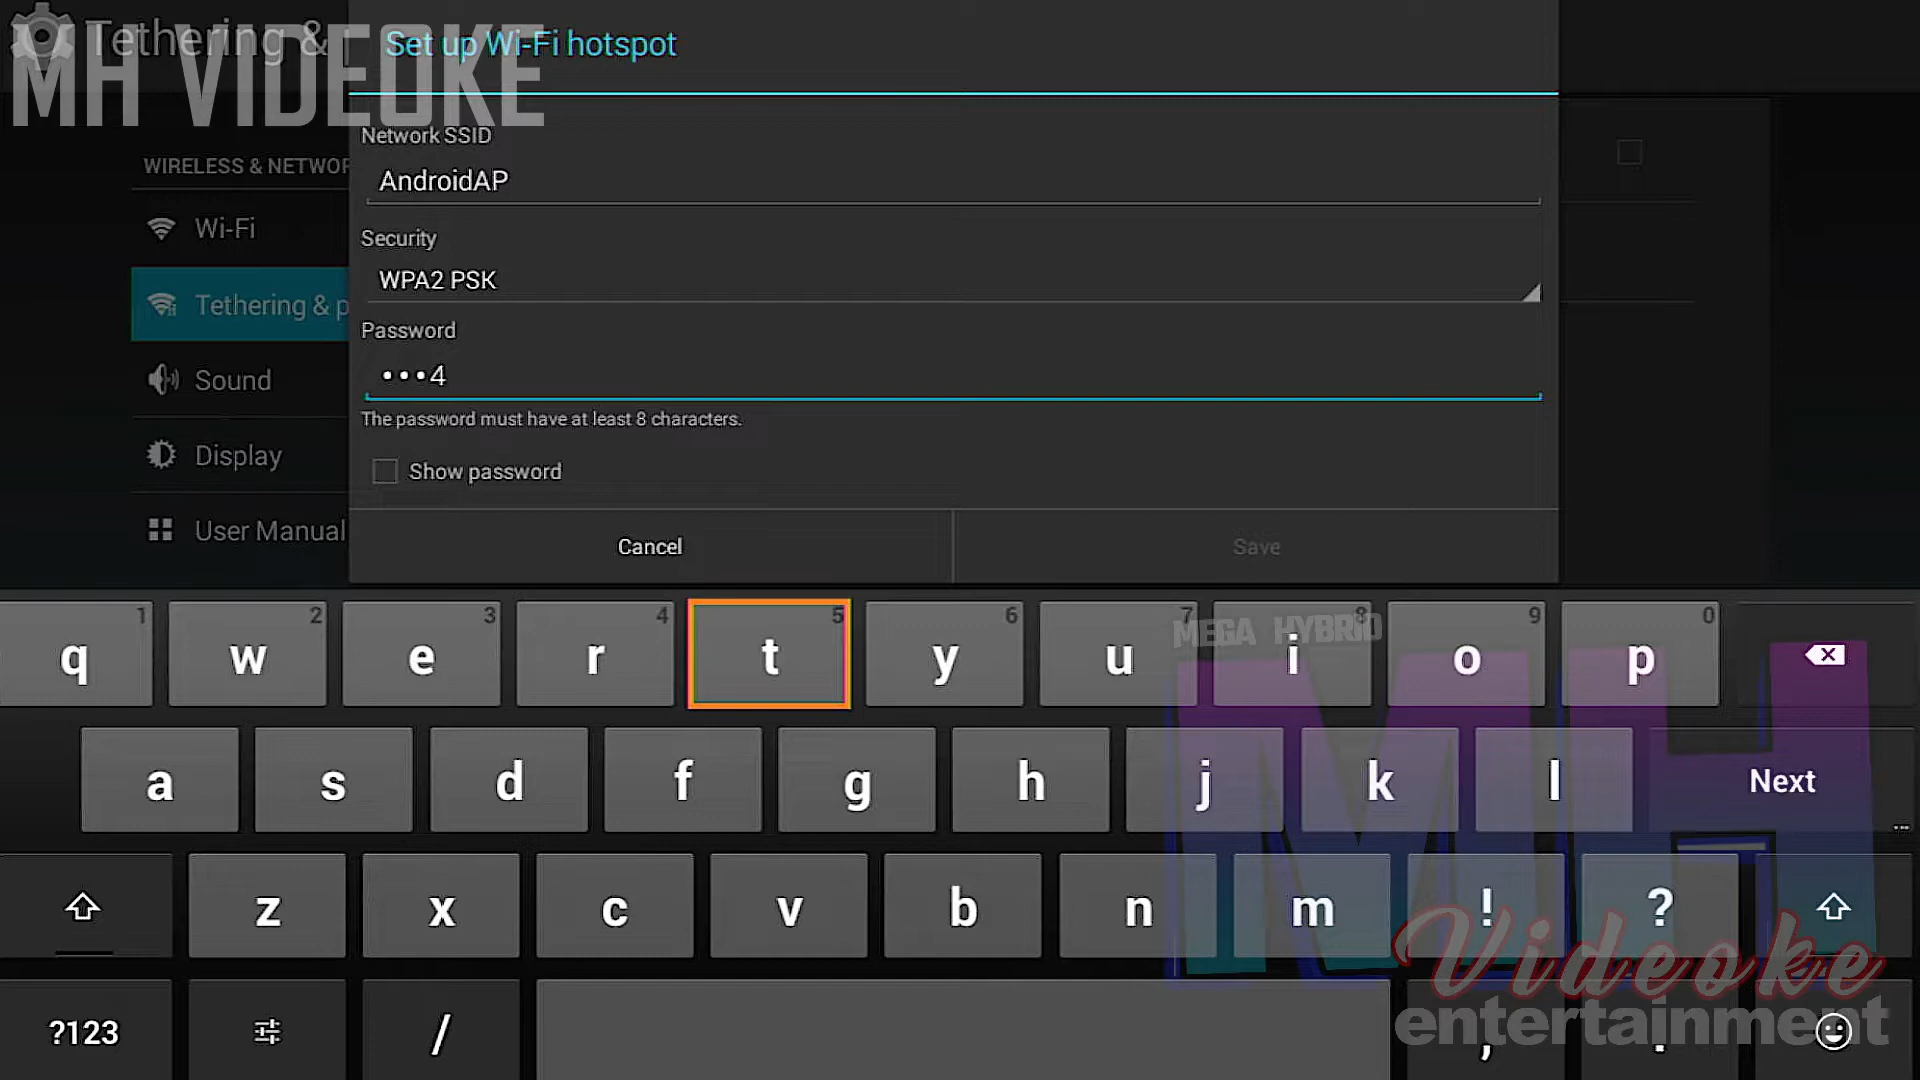 Tethering &
MH VIDEOKE
Set up Wi-Fi hotspot
Network SSID
AndroidAP
WIRELESS & NETWOR
Wi-Fi
Security
WPA2 PSK
Tethering & p
Password
•••4
Sound
The password must have at least 8 characters.
Display
Show password
User Manual
Cancel
Save
q 1 w 2 e 3 r 4 t 5 y 6 u 7 i 8 o 9 p 0
MEGA HYBRID
a s d f g h j k l Next
...
MH
z x c v b n m ! ?
Videoke
?123 / , .
entertainment